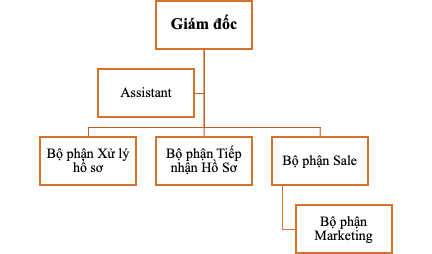 Giám đốc
Assistant
Bộ phận Xử lý
hồ sơ
Bộ phận Tiếp
nhận Hồ Sơ
Bộ phận Sale
Bộ phận
Marketing